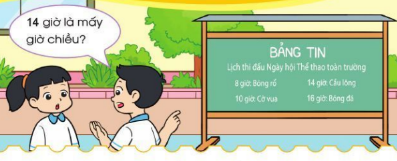 14 giờ là mấy
giờ chiều?
BẢNG TIN
Lịch thi đấu Ngày hội Thể thao toàn trường
8 giờ: Bóng rổ 14 giờ: Cầu lông
10 giờ: Cờ vua 16 giờ: Bóng đá